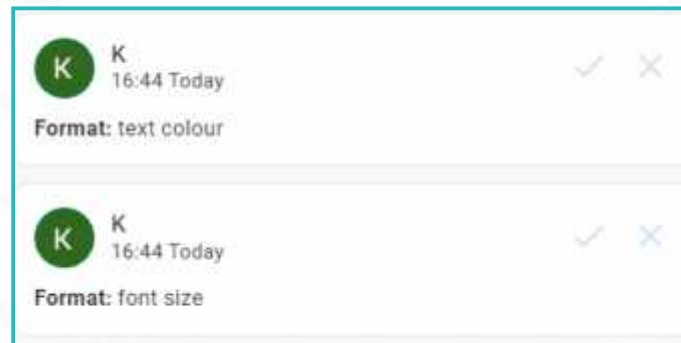 K
K
16:44 Today
Format: text colour
K
K
16:44 Today
Format: font size